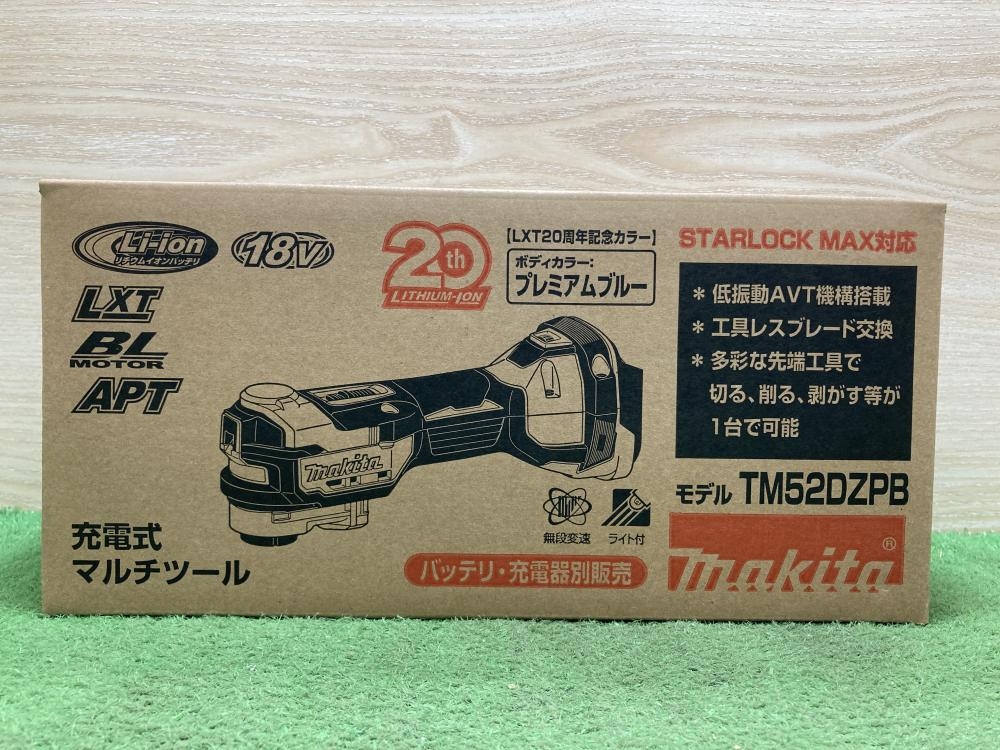 Li-ion
リチウムイオンバッテリ
18V
LXT
BL
MOTOR
APT
20th
LITHIUM-ION
【LXT20周年記念カラー】
ボディカラー:
プレミアムブルー
STARLOCK MAX対応
* 低振動AVT機構搭載
* 工具レスブレード交換
* 多彩な先端工具で
切る、削る、剥がす等が
1台で可能
makita
モデル TM52DZPB
無段変速
ライト付
充電式
マルチツール
バッテリ・充電器別販売
makita®